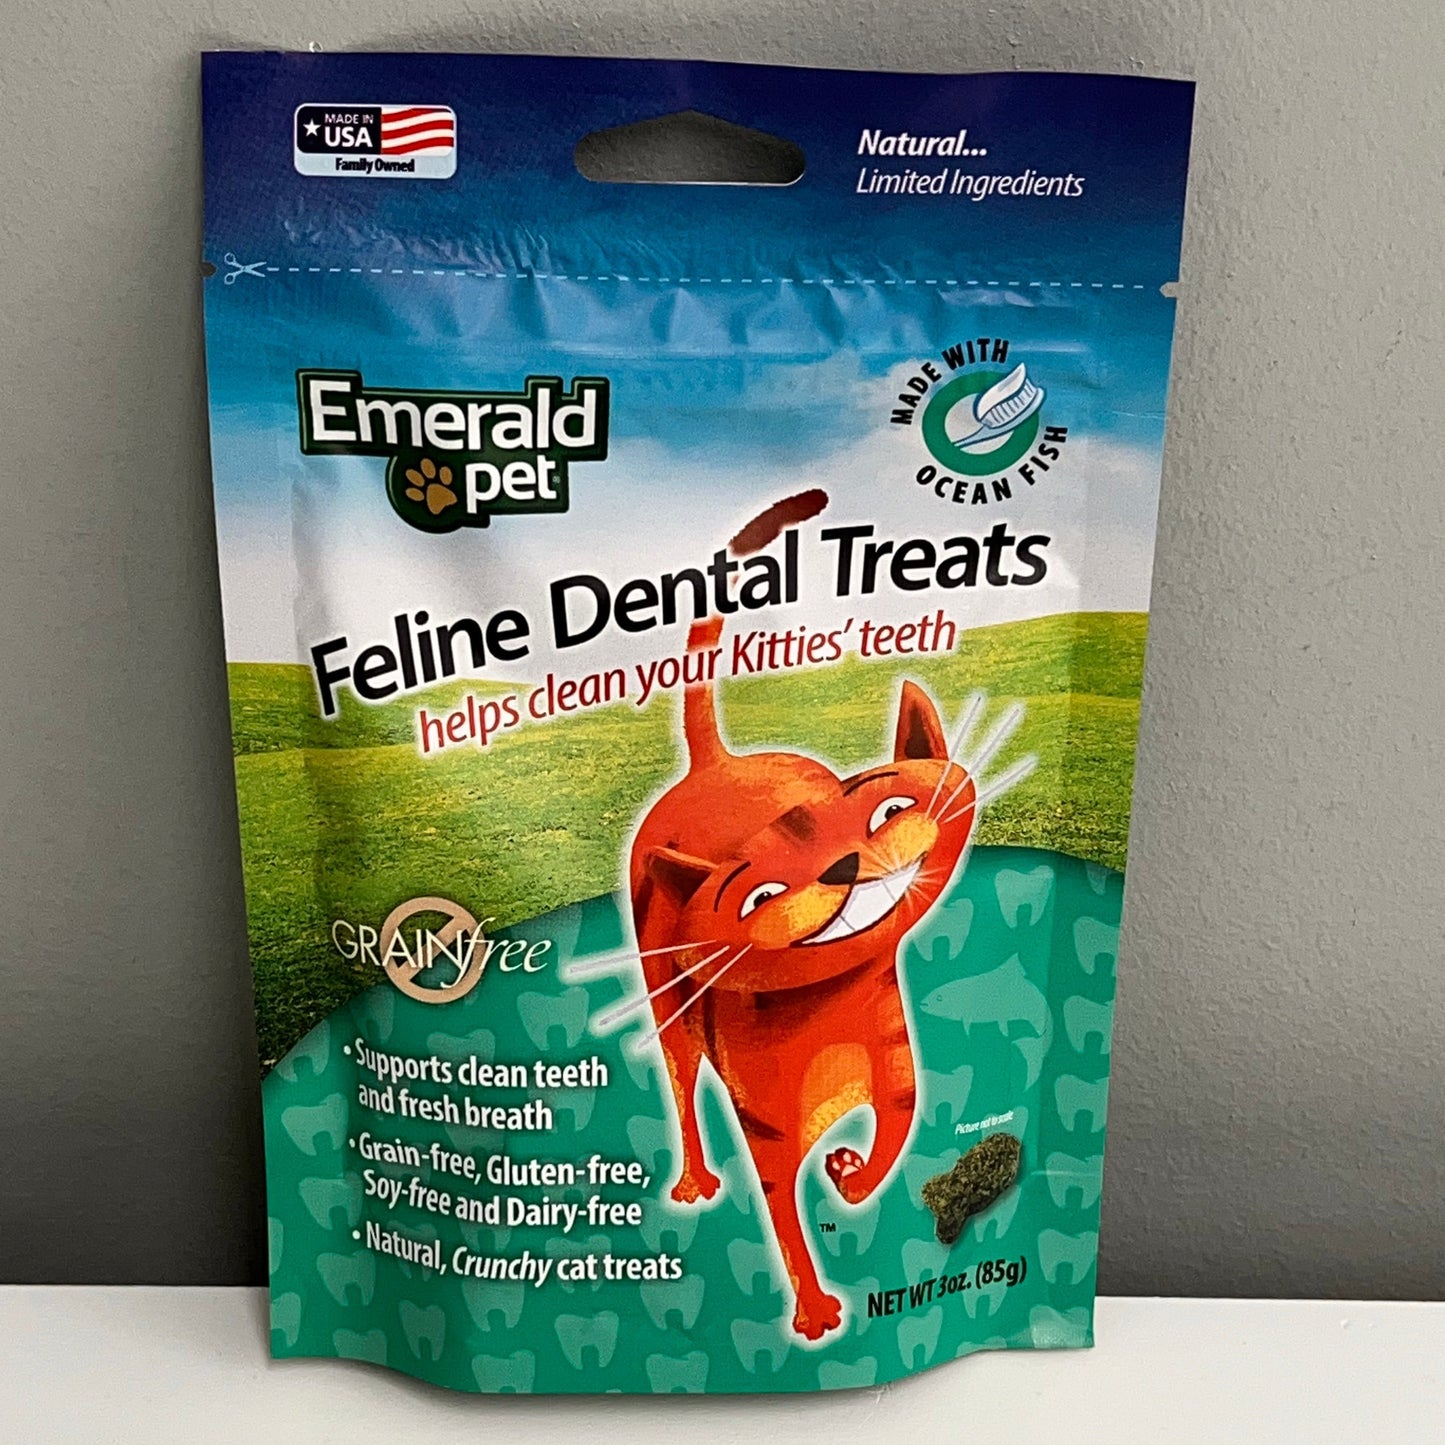 MADE IN
USA
Family Owned
Natural...
Limited Ingredients
Emerald
pet
MADE WITH
OCEAN FISH
Feline Dental Treats
helps clean your Kitties' teeth
GRAINfree
• Supports clean teeth
and fresh breath
• Grain-free, Gluten-free,
Soy-free and Dairy-free
• Natural, Crunchy cat treats
Picture not to scale
TM
NET WT 3oz. (85g)